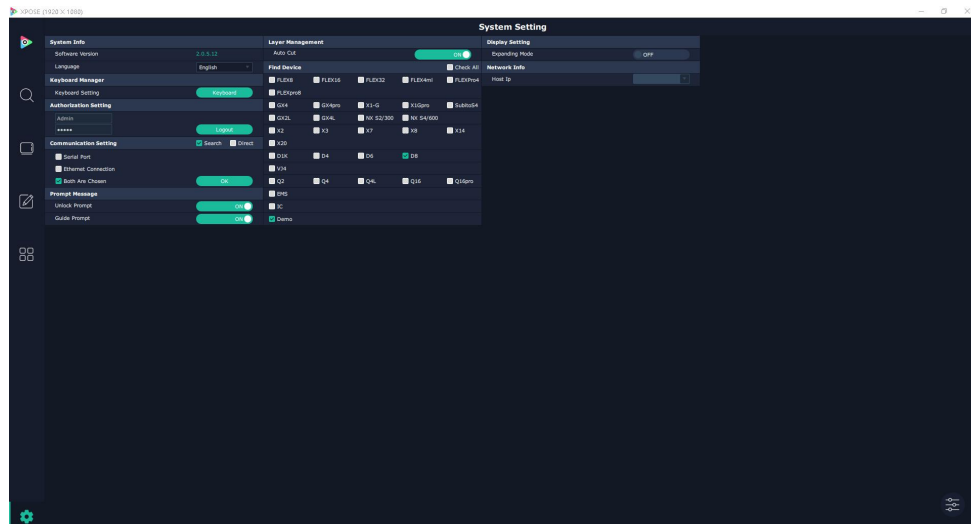 XPOSE (1920 X 1080)
System Setting
System Info
Software Version 2.0.5.12
Language English
Keyboard Manager
Keyboard Setting Keyboard
Authorization Setting
Admin
***** Logout
Communication Setting Search Direct
Serial Port
Ethernet Connection
Both Are Chosen OK
Prompt Message
Unlock Prompt ON
Guide Prompt ON
Layer Management
Auto Cut ON
Find Device Check All
FLEX8 FLEX16 FLEX32 FLEX4ml FLEXPro4
FLEXpro8
GX4 GX4pro X1-G X1Gpro SubitoS4
GX2L GX4L NX S2/300 NX S4/600
X2 X3 X7 X8 X14
X20
D1K D4 D6 D8
VJ4
Q2 Q4 Q4L Q16 Q16pro
EMS
IC
Demo
Display Setting
Expanding Mode OFF
Network Info
Host Ip